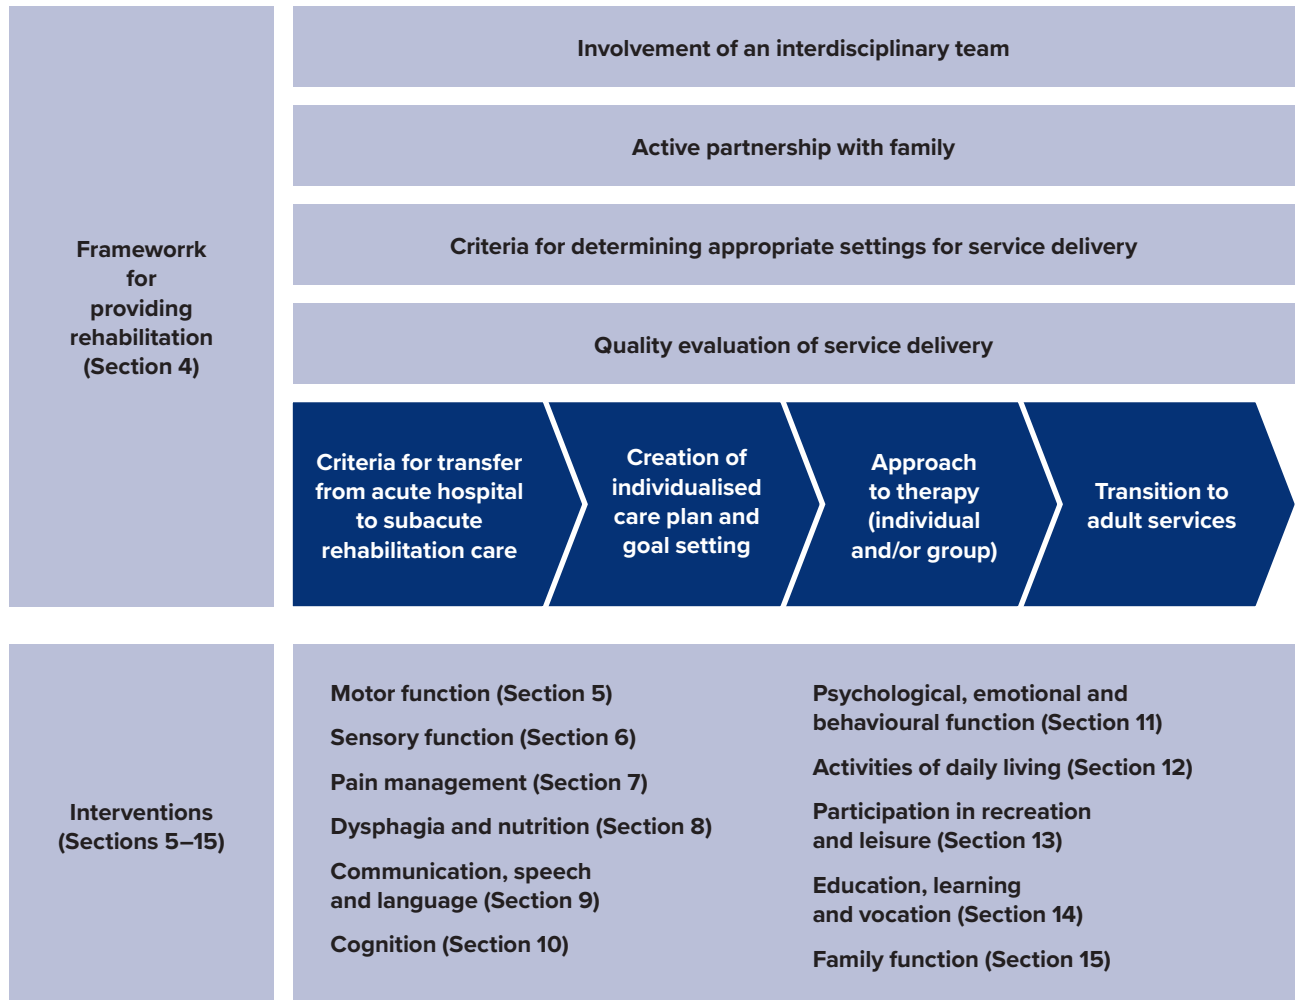 Frameworrk
for
providing
rehabilitation
(Section 4)
Involvement of an interdisciplinary team
Active partnership with family
Criteria for determining appropriate settings for service delivery
Quality evaluation of service delivery
Criteria for transfer
from acute hospital
to subacute
rehabilitation care
Creation of
individualised
care plan and
goal setting
Approach
to therapy
(individual
and/or group)
Transition to
adult services
Interventions
(Sections 5–15)
Motor function (Section 5)
Sensory function (Section 6)
Pain management (Section 7)
Dysphagia and nutrition (Section 8)
Communication, speech
and language (Section 9)
Cognition (Section 10)
Psychological, emotional and
behavioural function (Section 11)
Activities of daily living (Section 12)
Participation in recreation
and leisure (Section 13)
Education, learning
and vocation (Section 14)
Family function (Section 15)